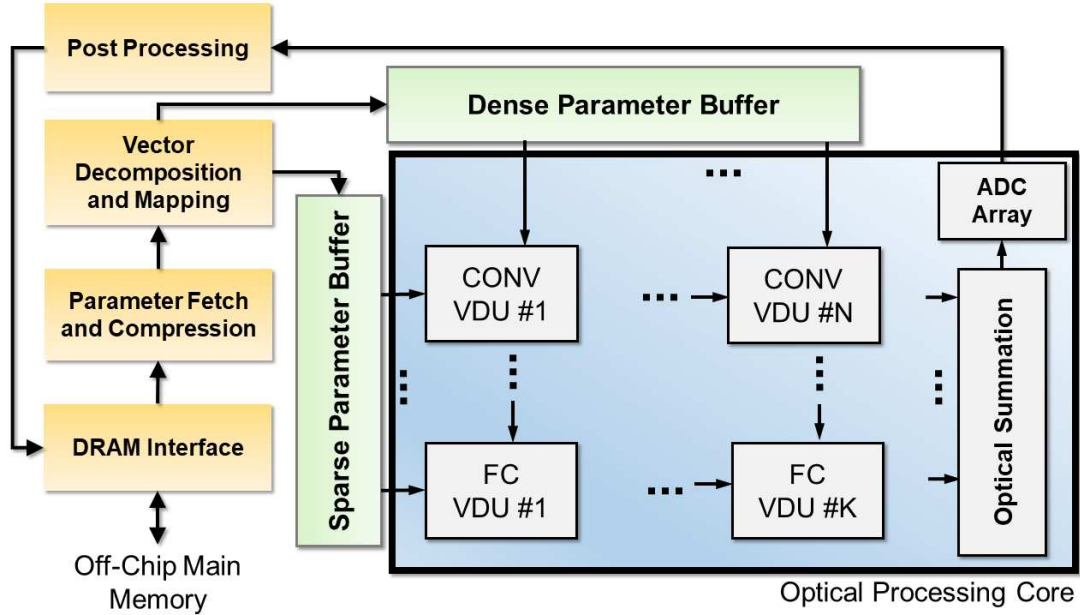 Post Processing
Dense Parameter Buffer
Vector
Decomposition
and Mapping
Sparse Parameter Buffer
ADC
Array
CONV
VDU #1
CONV
VDU #N
Parameter Fetch
and Compression
Optical Summation
DRAM Interface
FC
VDU #1
FC
VDU #K
Off-Chip Main
Memory
Optical Processing Core